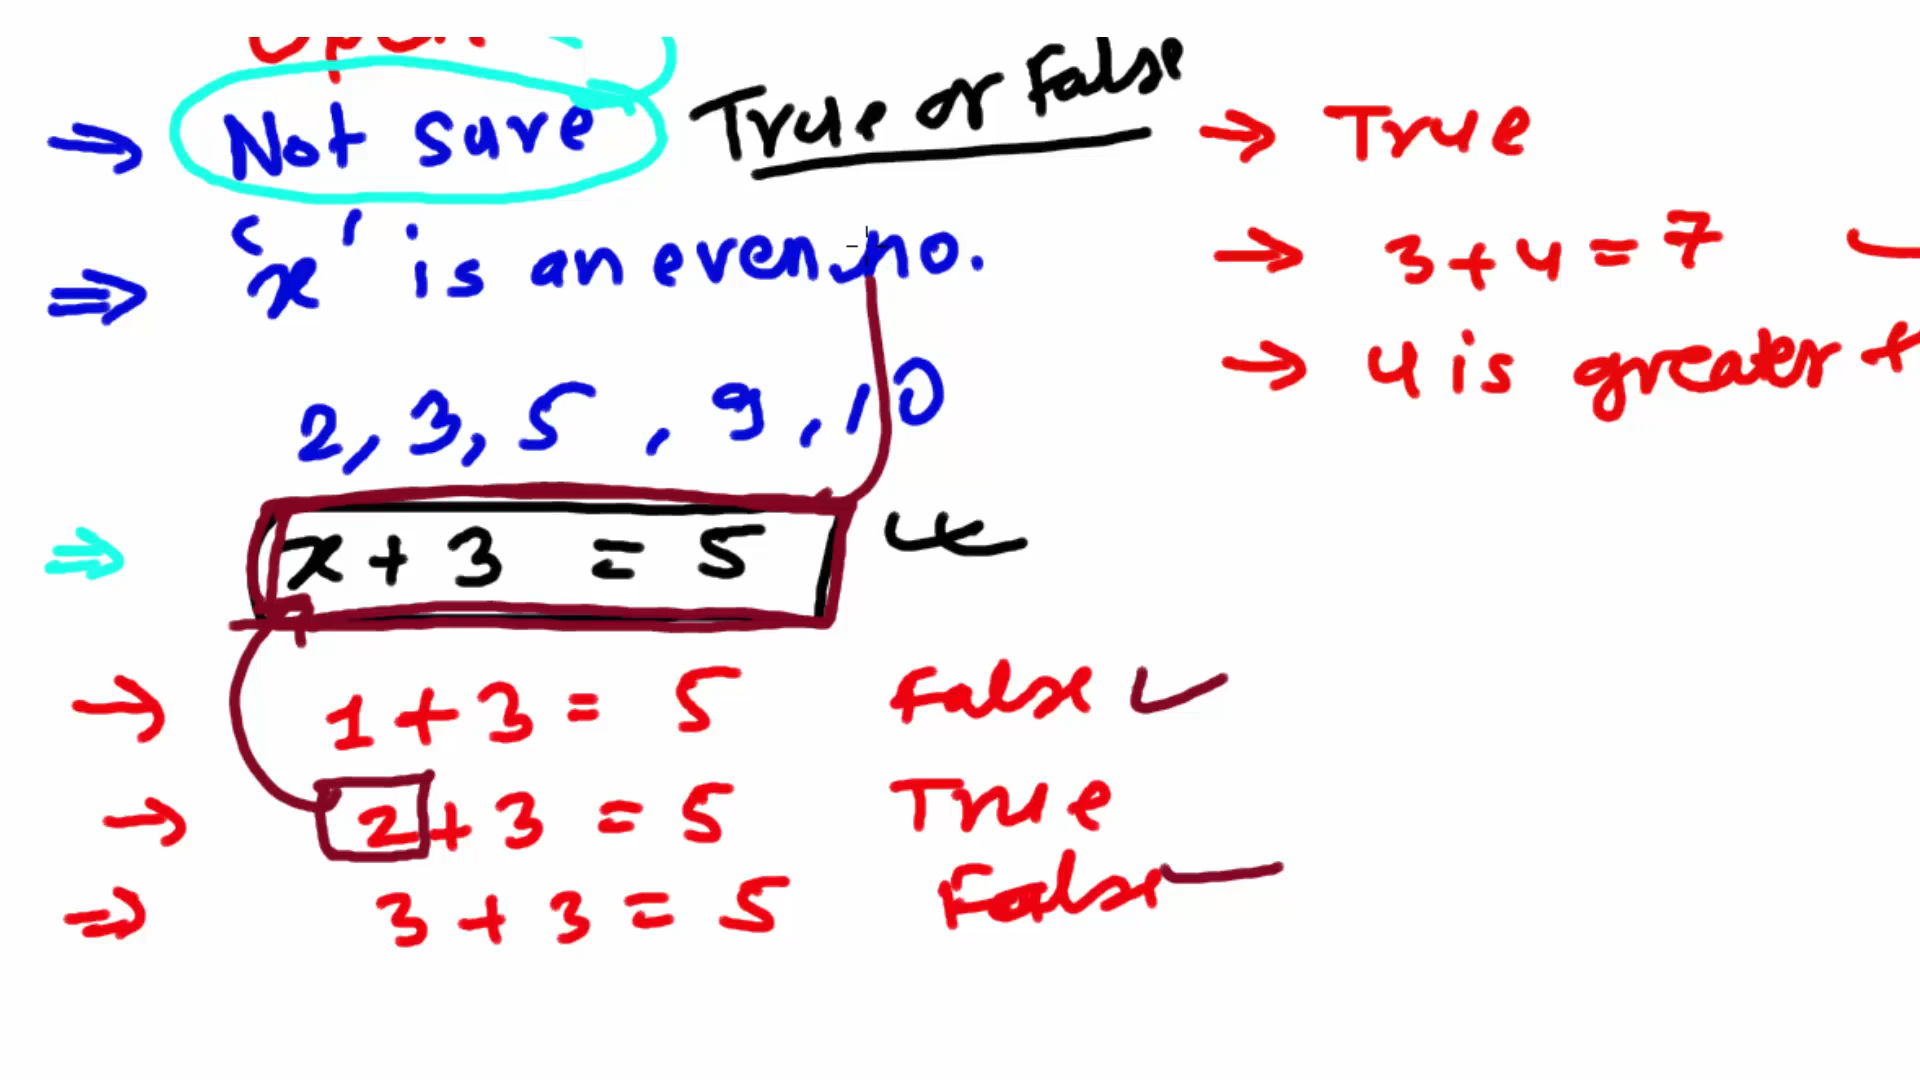 Open
Not sure True or False
'x' is an even no.
2, 3, 5, 9, 10
x + 3 = 5
1 + 3 = 5 False
2 + 3 = 5 True
3 + 3 = 5 False
→ True
→ 3 + 4 = 7
→ 4 is greater